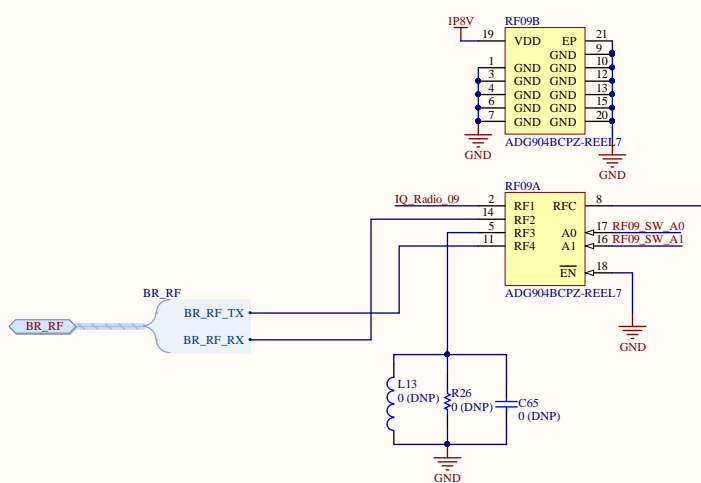 1P8V
RF09B
19 VDD EP 21
GND 9
1 GND GND 10
3 GND GND 12
4 GND GND 13
6 GND GND 15
7 GND GND 20
ADG904BCPZ-REEL7
GND
GND
RF09A
IQ_Radio_09 2 RF1 RFC 8
14 RF2
5 RF3 A0 17 RF09_SW_A0
11 RF4 A1 16 RF09_SW_A1
EN 18
ADG904BCPZ-REEL7
BR_RF
BR_RF_TX
BR_RF
BR_RF_RX
GND
L13
0 (DNP)
R26
0 (DNP)
C65
0 (DNP)
GND